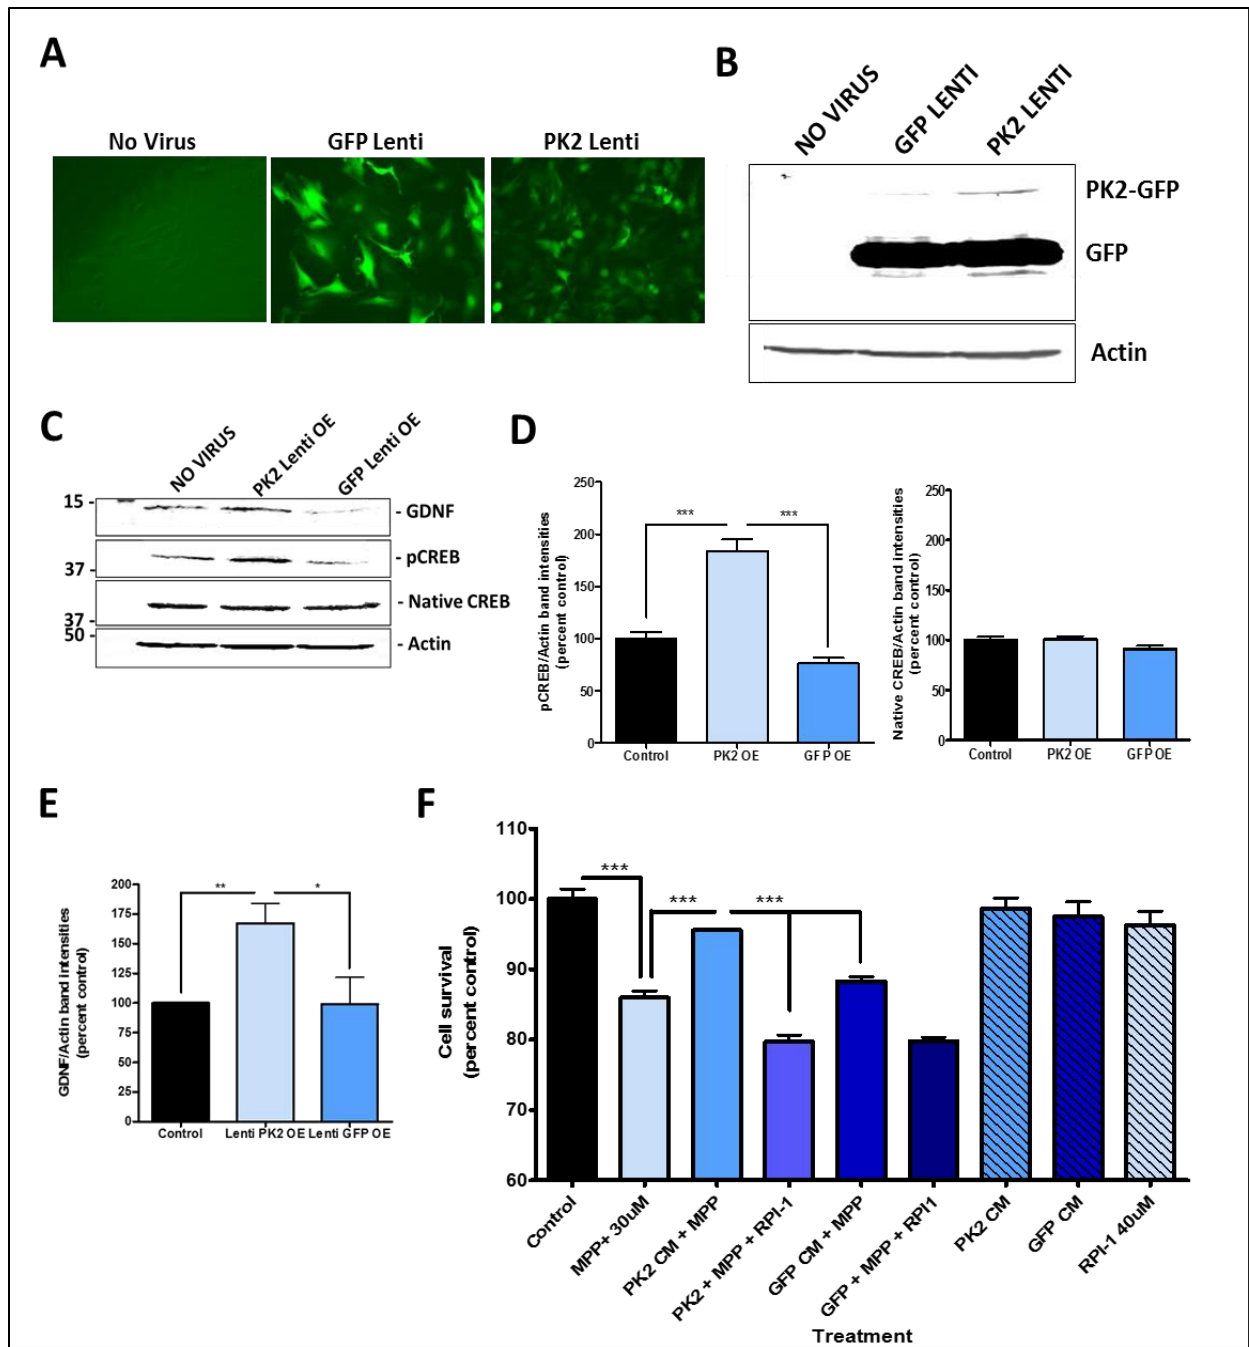 A
No Virus
GFP Lenti
PK2 Lenti
B
NO VIRUS
GFP LENTI
PK2 LENTI
PK2-GFP
GFP
Actin
C
NO VIRUS
PK2 Lenti OE
GFP Lenti OE
15 -
- GDNF
37 -
- pCREB
37 -
- Native CREB
50 -
- Actin
D
pCREB/Actin band intensities
(percent control)
250
200
150
100
50
0
***
***
Control
PK2 OE
GFP OE
Native CREB/Actin band intensities
(percent control)
250
200
150
100
50
0
Control
PK2 OE
GFP OE
E
GDNF/Actin band intensities
(percent control)
200
175
150
125
100
75
50
25
0
**
*
Control
Lenti PK2 OE
Lenti GFP OE
F
Cell survival
(percent control)
110
100
90
80
70
60
***
***
***
Control
MPP+ 30uM
PK2 CM + MPP
PK2 + MPP + RPI-1
GFP CM + MPP
GFP + MPP + RPI1
PK2 CM
GFP CM
RPI-1 40uM
Treatment